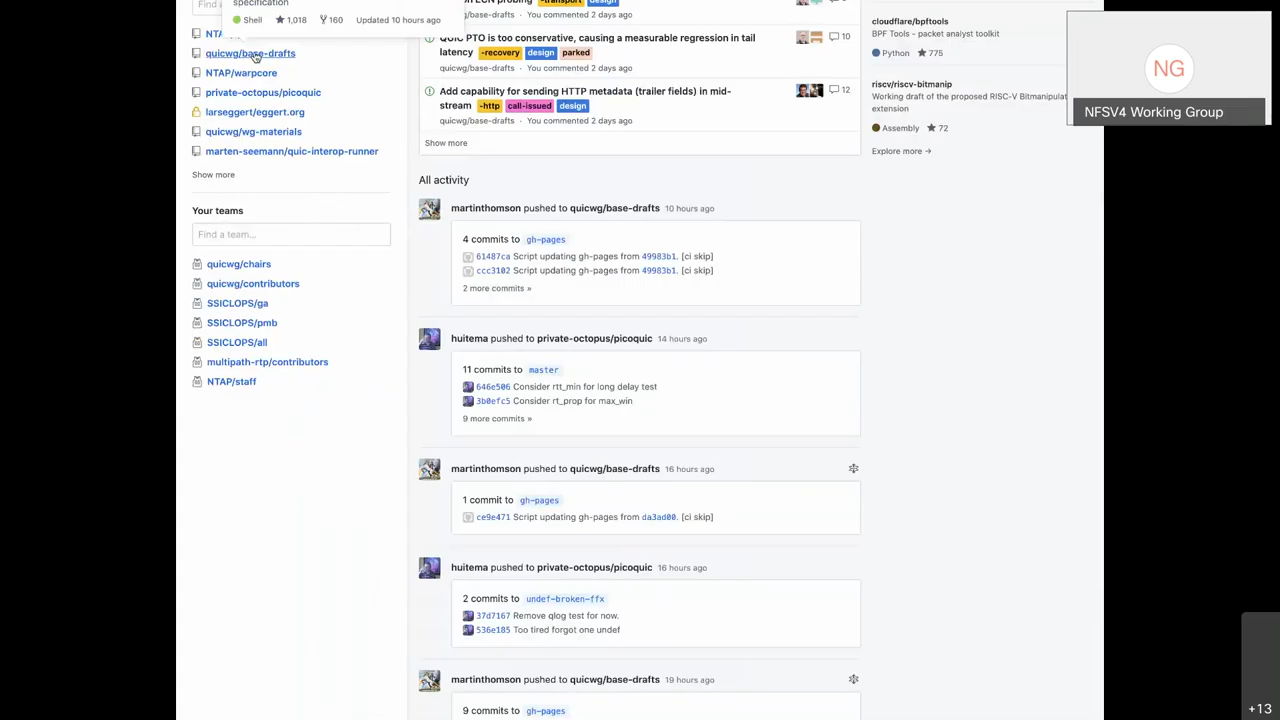 Find a
specification
Shell 1,018 160 Updated 10 hours ago
quicwg/base-drafts
NTAP/warpcore
private-octopus/picoquic
larseggert/eggert.org
quicwg/wg-materials
marten-seemann/quic-interop-runner
Show more
Your teams
Find a team...
quicwg/chairs
quicwg/contributors
SSICLOPS/ga
SSICLOPS/pmb
SSICLOPS/all
multipath-rtp/contributors
NTAP/staff
quicwg/base-drafts · You commented 2 days ago
QUIC PTO is too conservative, causing a measurable regression in tail
latency -recovery design parked 10
quicwg/base-drafts · You commented 2 days ago
Add capability for sending HTTP metadata (trailer fields) in mid-
stream -http call-issued design 12
quicwg/base-drafts · You commented 2 days ago
Show more
All activity
martinthomson pushed to quicwg/base-drafts 10 hours ago
4 commits to gh-pages
61487ca Script updating gh-pages from 49983b1. [ci skip]
ccc3102 Script updating gh-pages from 49983b1. [ci skip]
2 more commits »
huitema pushed to private-octopus/picoquic 14 hours ago
11 commits to master
646e506 Consider rtt_min for long delay test
3b0efc5 Consider rt_prop for max_win
9 more commits »
martinthomson pushed to quicwg/base-drafts 16 hours ago
1 commit to gh-pages
ce9e471 Script updating gh-pages from da3ad00. [ci skip]
huitema pushed to private-octopus/picoquic 16 hours ago
2 commits to undef-broken-ffx
37d7167 Remove qlog test for now.
536e185 Too tired forgot one undef
martinthomson pushed to quicwg/base-drafts 19 hours ago
9 commits to gh-pages
cloudflare/bpftools
BPF Tools - packet analyst toolkit
Python 775
riscv/riscv-bitmanip
Working draft of the proposed RISC-V Bitmanipulat
extension
Assembly 72
Explore more →
NG
NFSV4 Working Group
+13